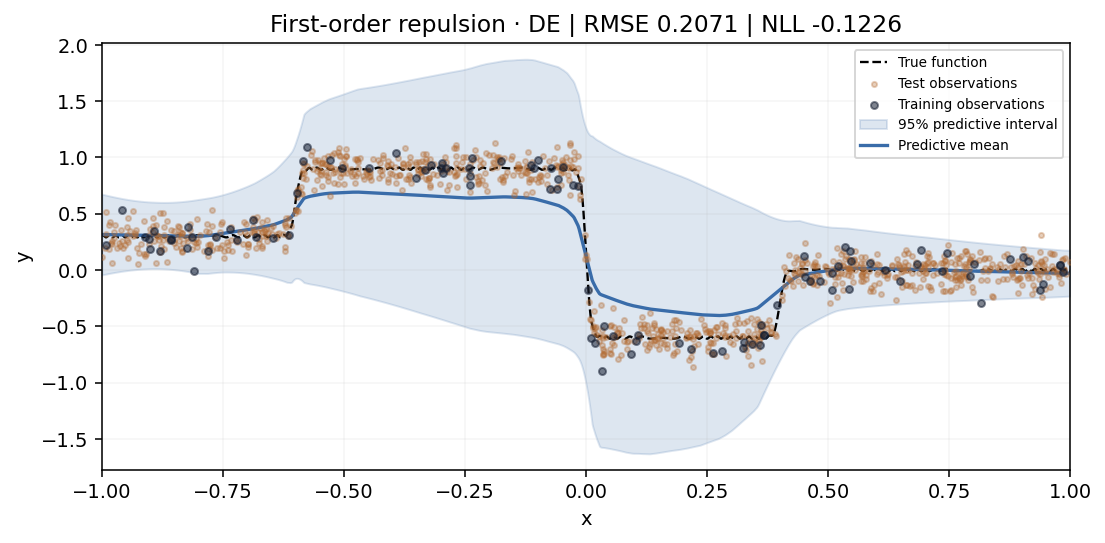 First-order repulsion · DE | RMSE 0.2071 | NLL -0.1226
True function
Test observations
Training observations
95% predictive interval
Predictive mean
y
2.0
1.5
1.0
0.5
0.0
−0.5
−1.0
−1.5
−1.00
−0.75
−0.50
−0.25
0.00
0.25
0.50
0.75
1.00
x